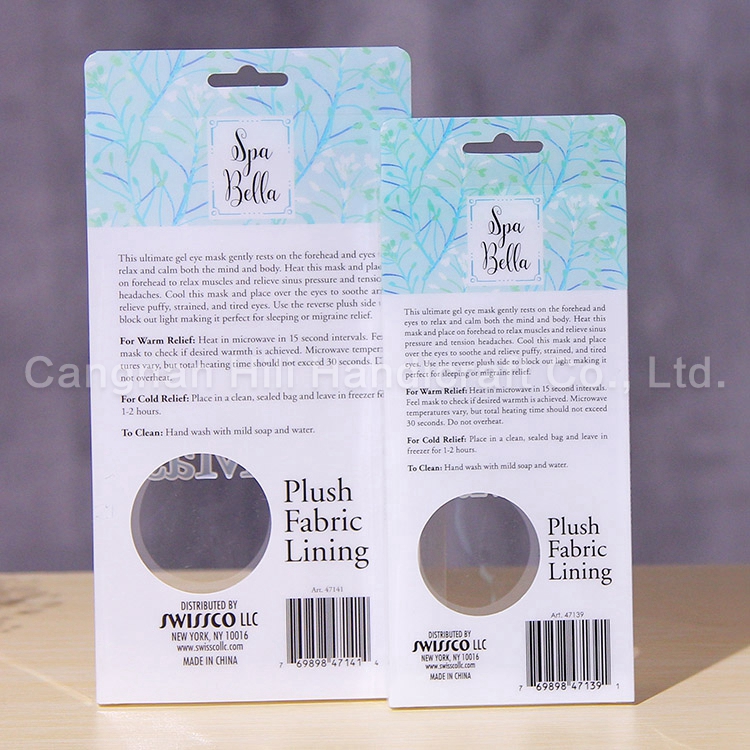 Spa
Bella
This ultimate gel eye mask gently rests on the forehead and eyes
relax and calm both the mind and body. Heat this mask and place
on forehead to relax muscles and relieve sinus pressure and tension
headaches. Cool this mask and place over the eyes to soothe
relieve puffy, strained, and tired eyes. Use the reverse plush side
block out light making it perfect for sleeping or migraine relief.
For Warm Relief: Heat in microwave in 15 second intervals.
mask to check if desired warmth is achieved. Microwave
tures vary, but total heating time should not exceed 30 seconds.
not overheat.
For Cold Relief: Place in a clean, sealed bag and leave in freezer
1-2 hours.
To Clean: Hand wash with mild soap and water.
Plush
Fabric
Lining
Art. 47141
DISTRIBUTED BY
SWISSCO LLC
NEW YORK, NY 10016
www.swisscollc.com
MADE IN CHINA
7 69898 47141 4
Spa
Bella
This ultimate gel eye mask gently rests on the forehead and
eyes to relax and calm both the mind and body. Heat this
mask and place on forehead to relax muscles and relieve sinus
pressure and tension headaches. Cool this mask and place
over the eyes to soothe and relieve puffy, strained, and tired
eyes. Use the reverse plush side to block out light making it
perfect for sleeping or migraine relief.
For Warm Relief: Heat in microwave in 15 second intervals.
Feel mask to check if desired warmth is achieved. Microwave
temperatures vary, but total heating time should not exceed
30 seconds. Do not overheat.
For Cold Relief: Place in a clean, sealed bag and leave in
freezer for 1-2 hours.
To Clean: Hand wash with mild soap and water.
Plush
Fabric
Lining
Art. 47139
DISTRIBUTED BY
SWISSCO LLC
NEW YORK, NY 10016
www.swisscollc.com
MADE IN CHINA
7 69898 47139 1
Cangnan Hill Handicraft Co., Ltd.